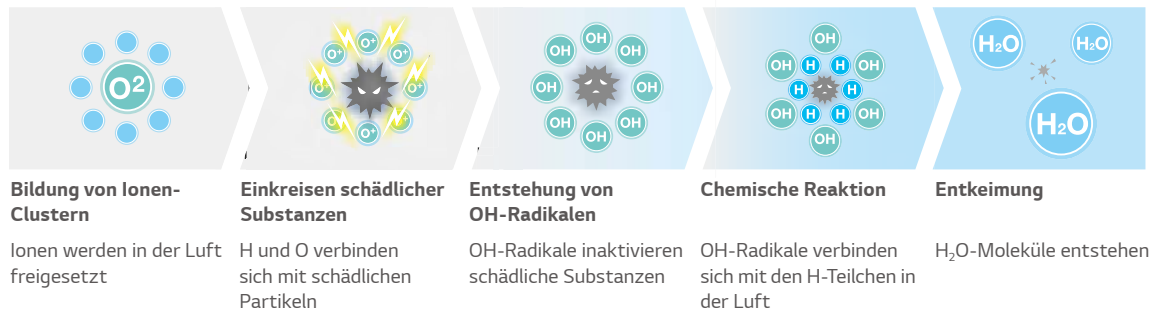 O²
O⁺
O⁺ O⁺
O⁺ O⁺
O⁺ O⁺
O⁺
OH
OH OH
OH OH
OH OH
OH
OH
OH H H OH
H H
OH H H OH
OH
H₂O H₂O
H₂O
Bildung von Ionen-
Clustern
Ionen werden in der Luft
freigesetzt
Einkreisen schädlicher
Substanzen
H und O verbinden
sich mit schädlichen
Partikeln
Entstehung von
OH-Radikalen
OH-Radikale inaktivieren
schädliche Substanzen
Chemische Reaktion
OH-Radikale verbinden
sich mit den H-Teilchen in
der Luft
Entkeimung
H₂O-Moleküle entstehen